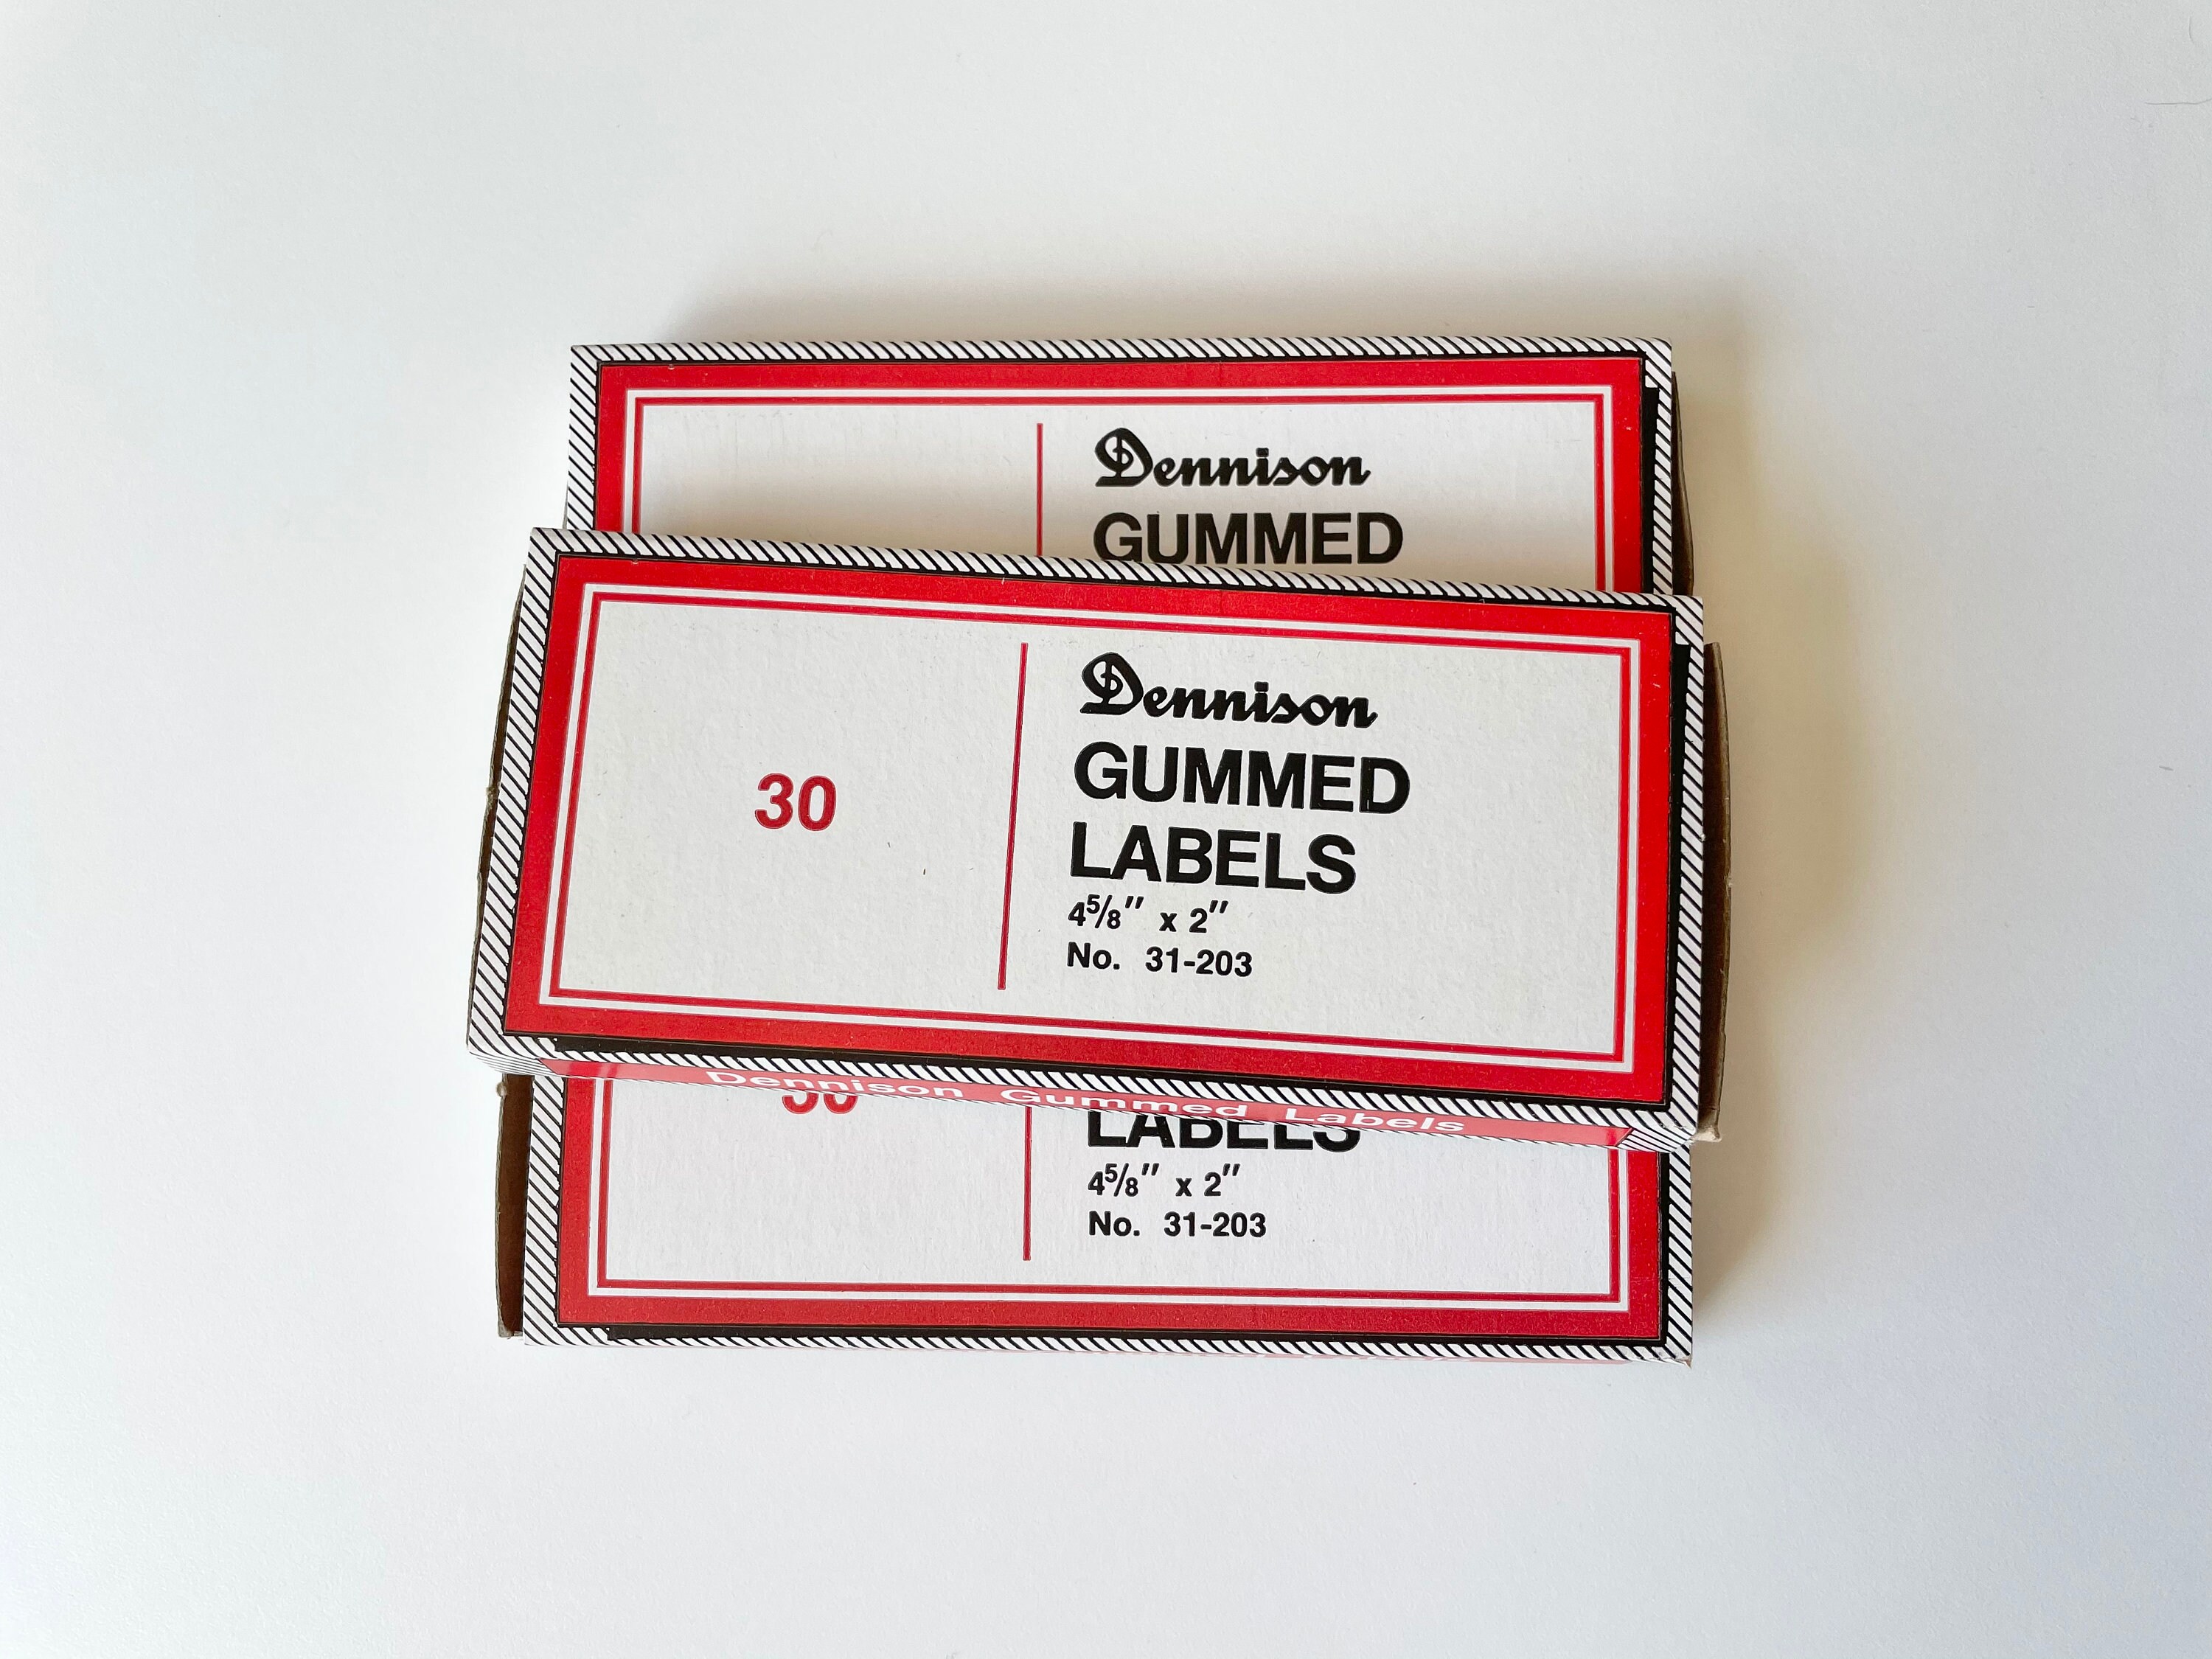 Dennison
GUMMED
30
Dennison
GUMMED
LABELS
4⅝″ x 2″
No. 31-203
Dennison Gummed Labels
30
LABELS
4⅝″ x 2″
No. 31-203